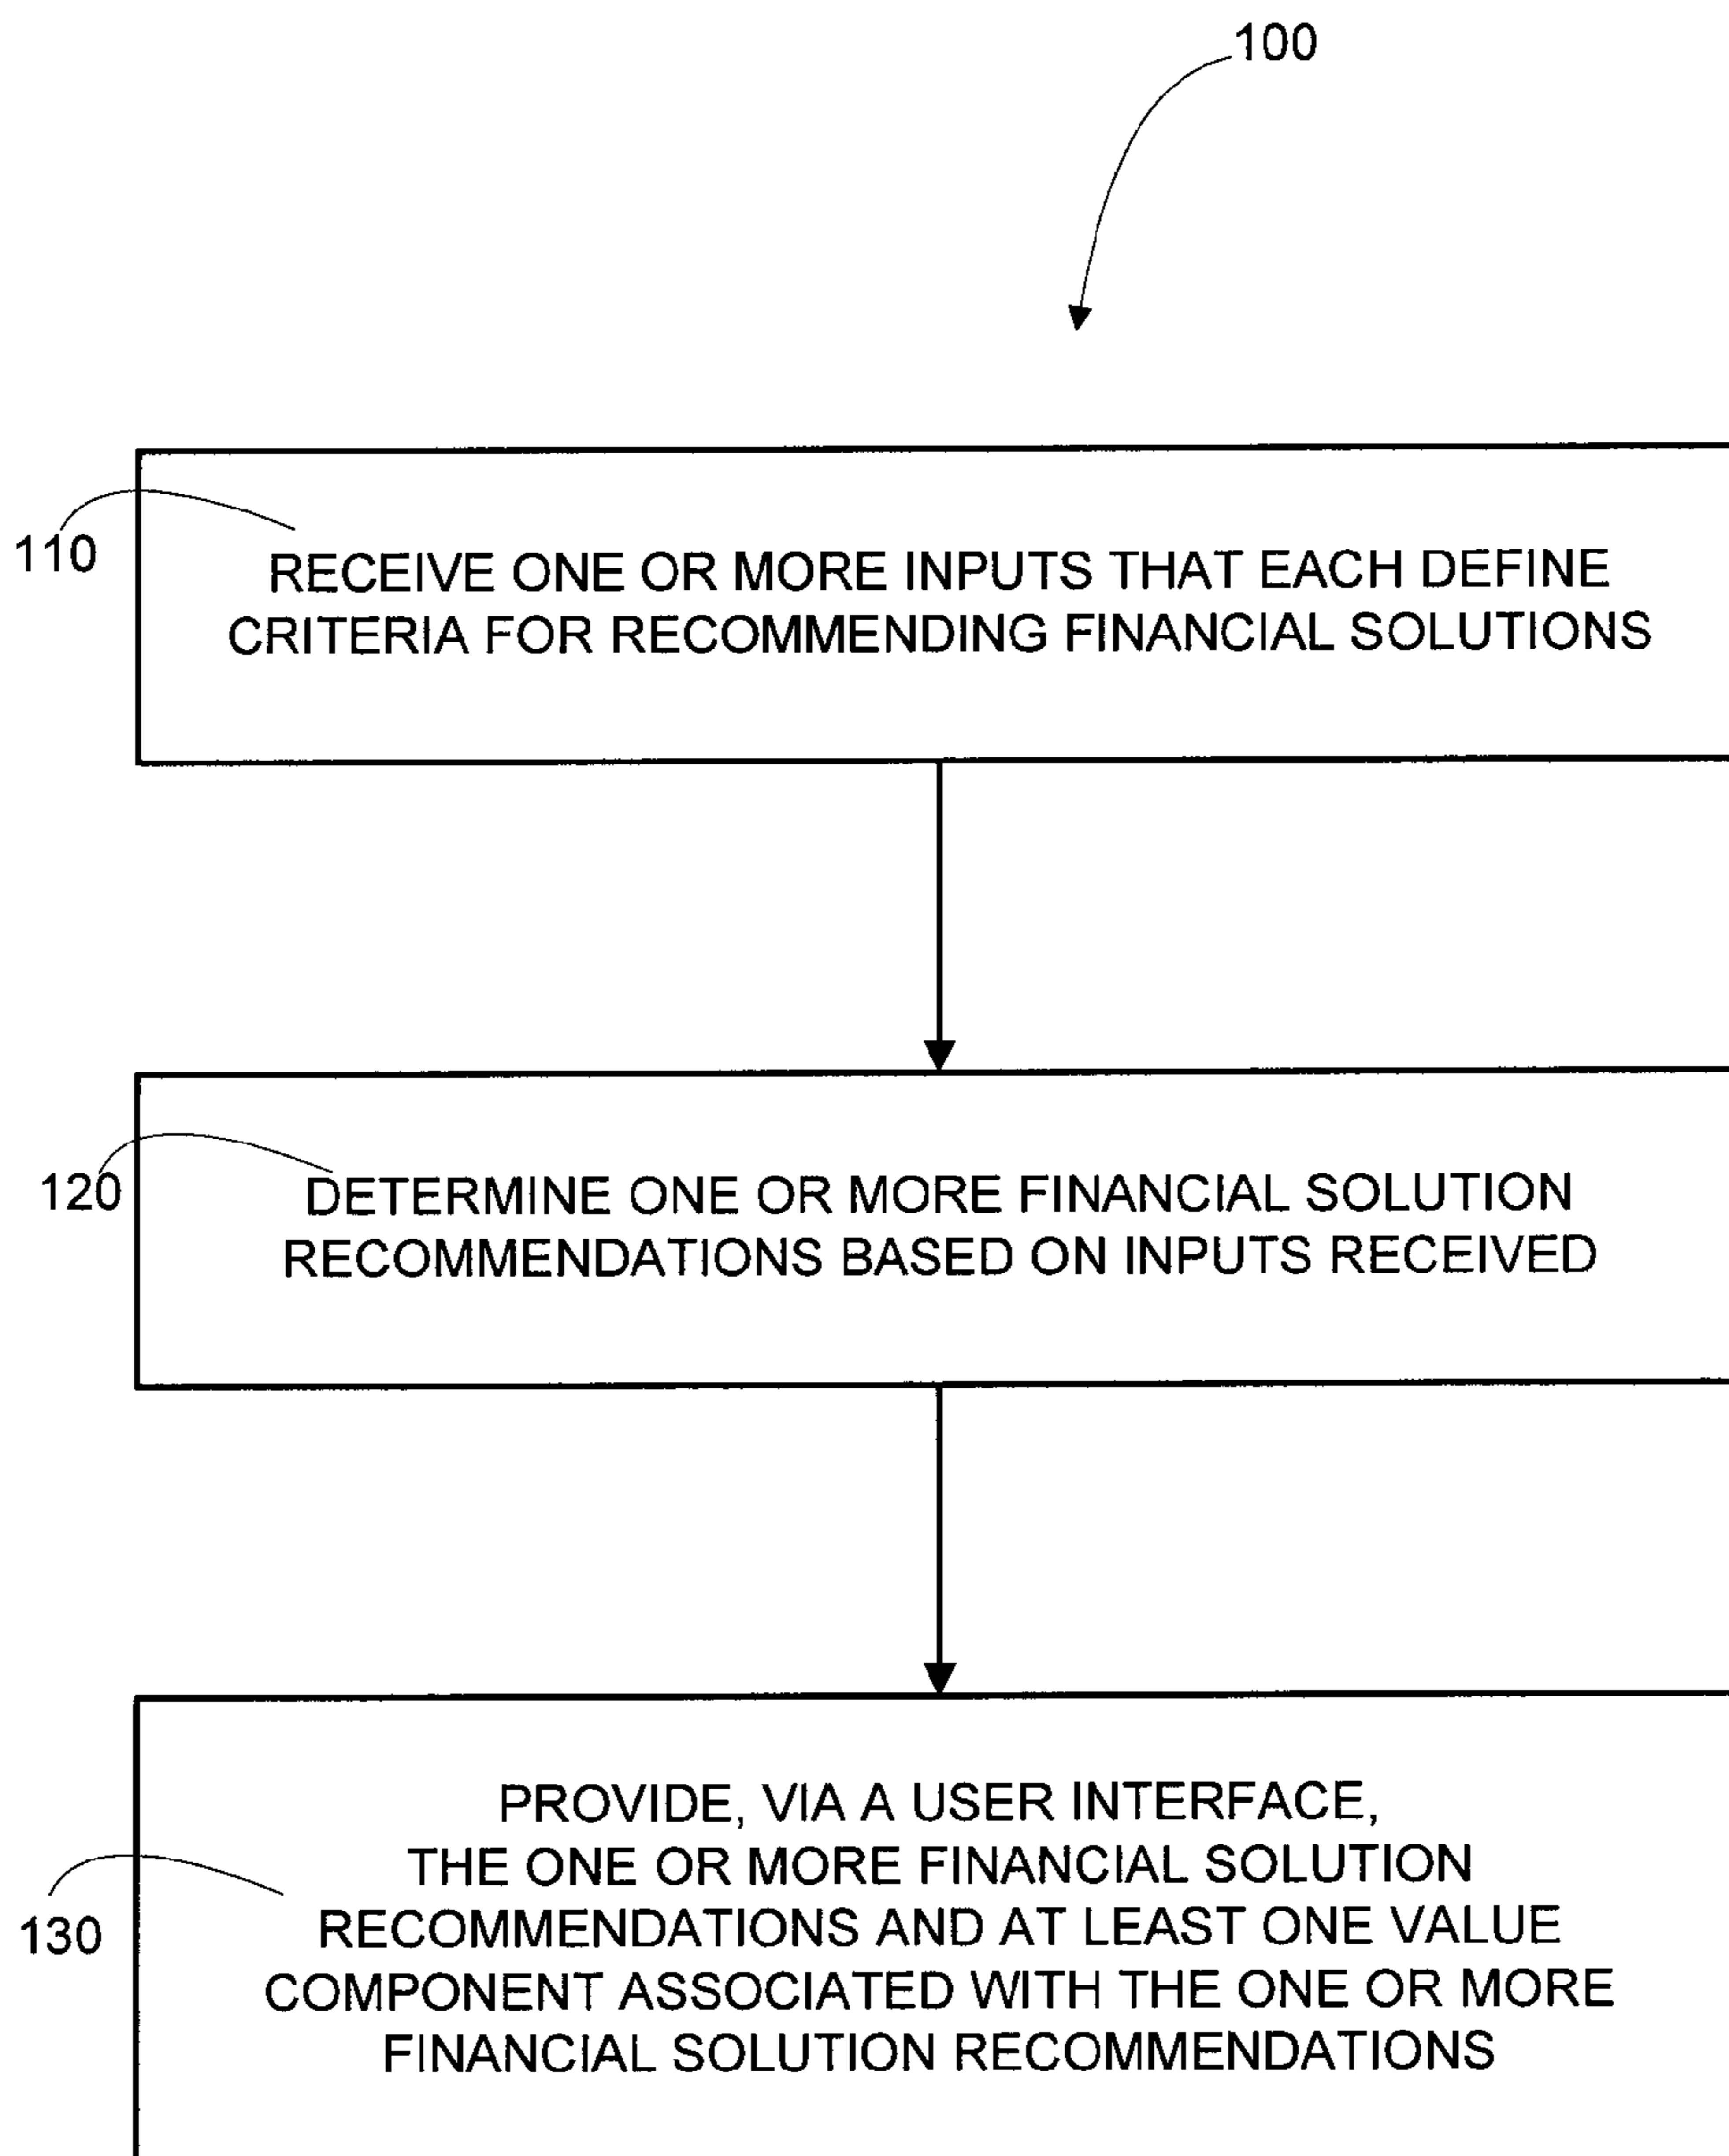 100
110
RECEIVE ONE OR MORE INPUTS THAT EACH DEFINE
CRITERIA FOR RECOMMENDING FINANCIAL SOLUTIONS
120
DETERMINE ONE OR MORE FINANCIAL SOLUTION
RECOMMENDATIONS BASED ON INPUTS RECEIVED
130
PROVIDE, VIA A USER INTERFACE,
THE ONE OR MORE FINANCIAL SOLUTION
RECOMMENDATIONS AND AT LEAST ONE VALUE
COMPONENT ASSOCIATED WITH THE ONE OR MORE
FINANCIAL SOLUTION RECOMMENDATIONS